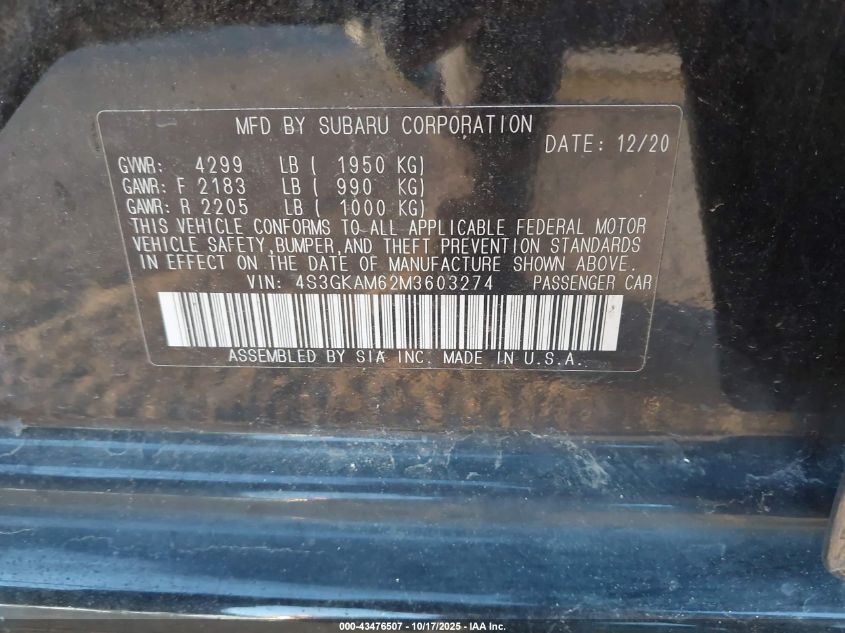 MFD BY SUBARU CORPORATION
DATE: 12/20
GVWR: 4299 LB ( 1950 KG)
GAWR: F 2183 LB ( 990 KG)
GAWR: R 2205 LB ( 1000 KG)
THIS VEHICLE CONFORMS TO ALL APPLICABLE FEDERAL MOTOR
VEHICLE SAFETY,BUMPER,AND THEFT PREVENTION STANDARDS
IN EFFECT ON THE DATE OF MANUFACTURE SHOWN ABOVE.
VIN: 4S3GKAM62M3603274 PASSENGER CAR
ASSEMBLED BY SIA INC. MADE IN U.S.A.
000-43476507 - 10/17/2025 - IAA Inc.